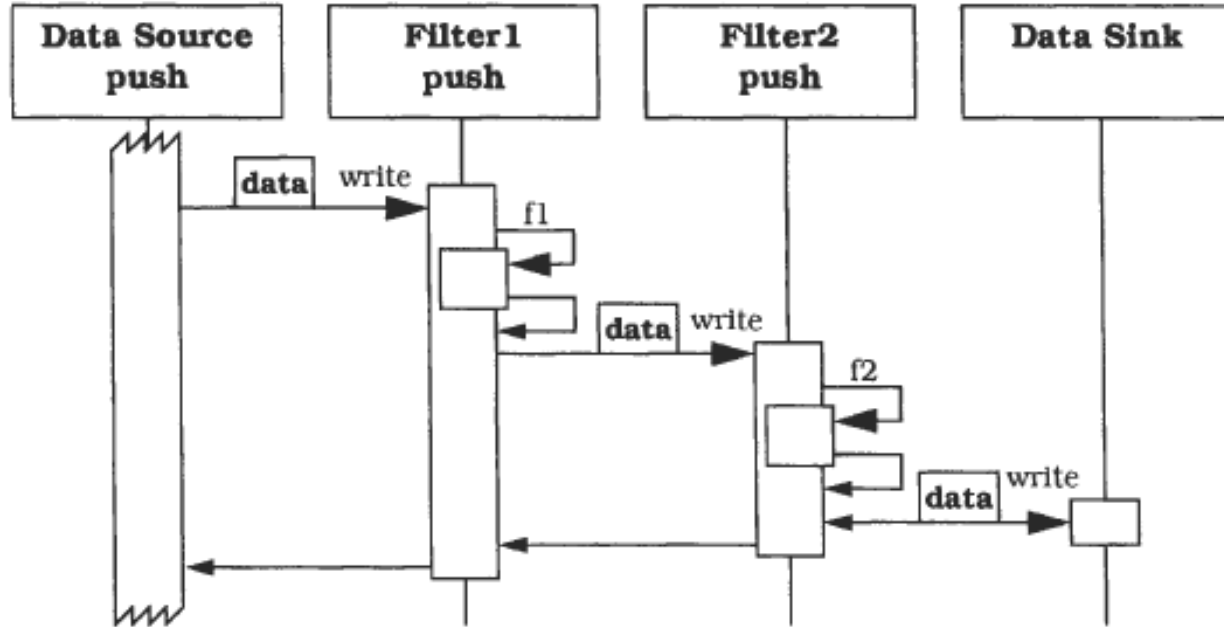 Data Source
push
Filter1
push
Filter2
push
Data Sink
data
write
f1
data
write
f2
data
write